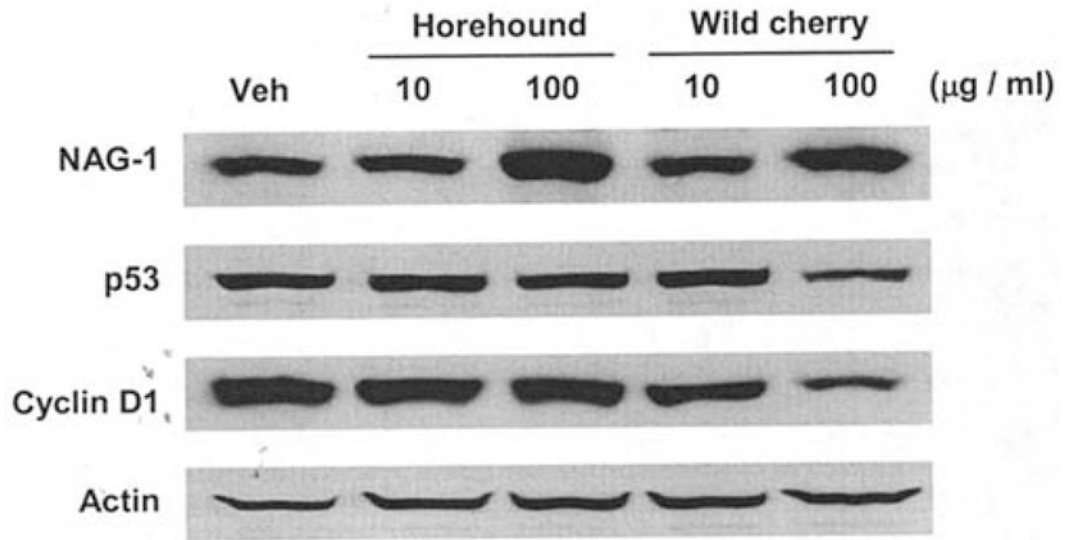 Horehound Wild cherry
Veh 10 100 10 100 (µg / ml)
NAG-1
p53
Cyclin D1
Actin